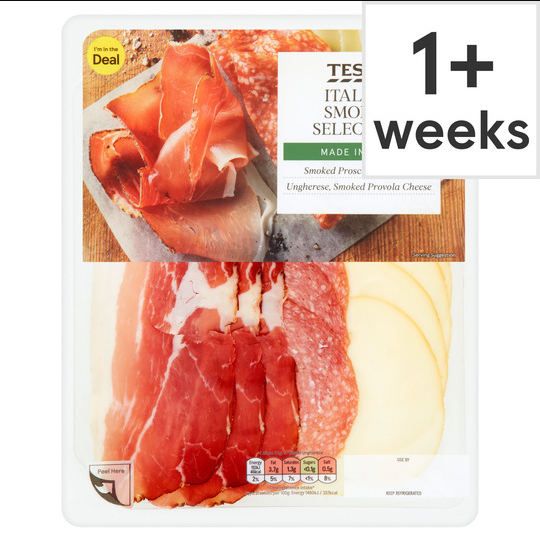 I'm in the
Deal
1+
weeks
TES
ITAL
SMO
SELEC
MADE IN
Smoked Prosc
Ungherese, Smoked Provola Cheese
Serving Suggestion
Energy Fat Saturates Sugars Salt
3.7g 1.3g <0.1g 0.5g
2% 5% 7% <1% 8%
Peel Here
USE BY
KEEP REFRIGERATED